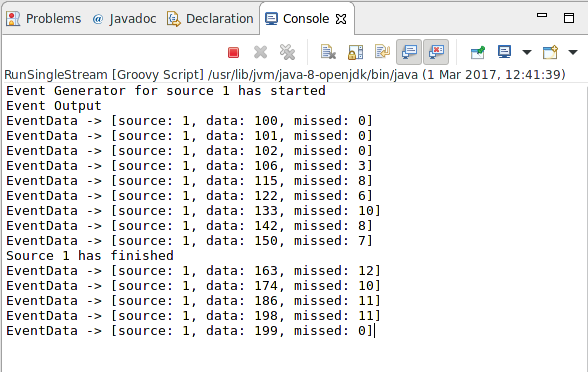 Problems @ Javadoc Declaration Console
RunSingleStream [Groovy Script] /usr/lib/jvm/java-8-openjdk/bin/java (1 Mar 2017, 12:41:39)
Event Generator for source 1 has started
Event Output
EventData -> [source: 1, data: 100, missed: 0]
EventData -> [source: 1, data: 101, missed: 0]
EventData -> [source: 1, data: 102, missed: 0]
EventData -> [source: 1, data: 106, missed: 3]
EventData -> [source: 1, data: 115, missed: 8]
EventData -> [source: 1, data: 122, missed: 6]
EventData -> [source: 1, data: 133, missed: 10]
EventData -> [source: 1, data: 142, missed: 8]
EventData -> [source: 1, data: 150, missed: 7]
Source 1 has finished
EventData -> [source: 1, data: 163, missed: 12]
EventData -> [source: 1, data: 174, missed: 10]
EventData -> [source: 1, data: 186, missed: 11]
EventData -> [source: 1, data: 198, missed: 11]
EventData -> [source: 1, data: 199, missed: 0]